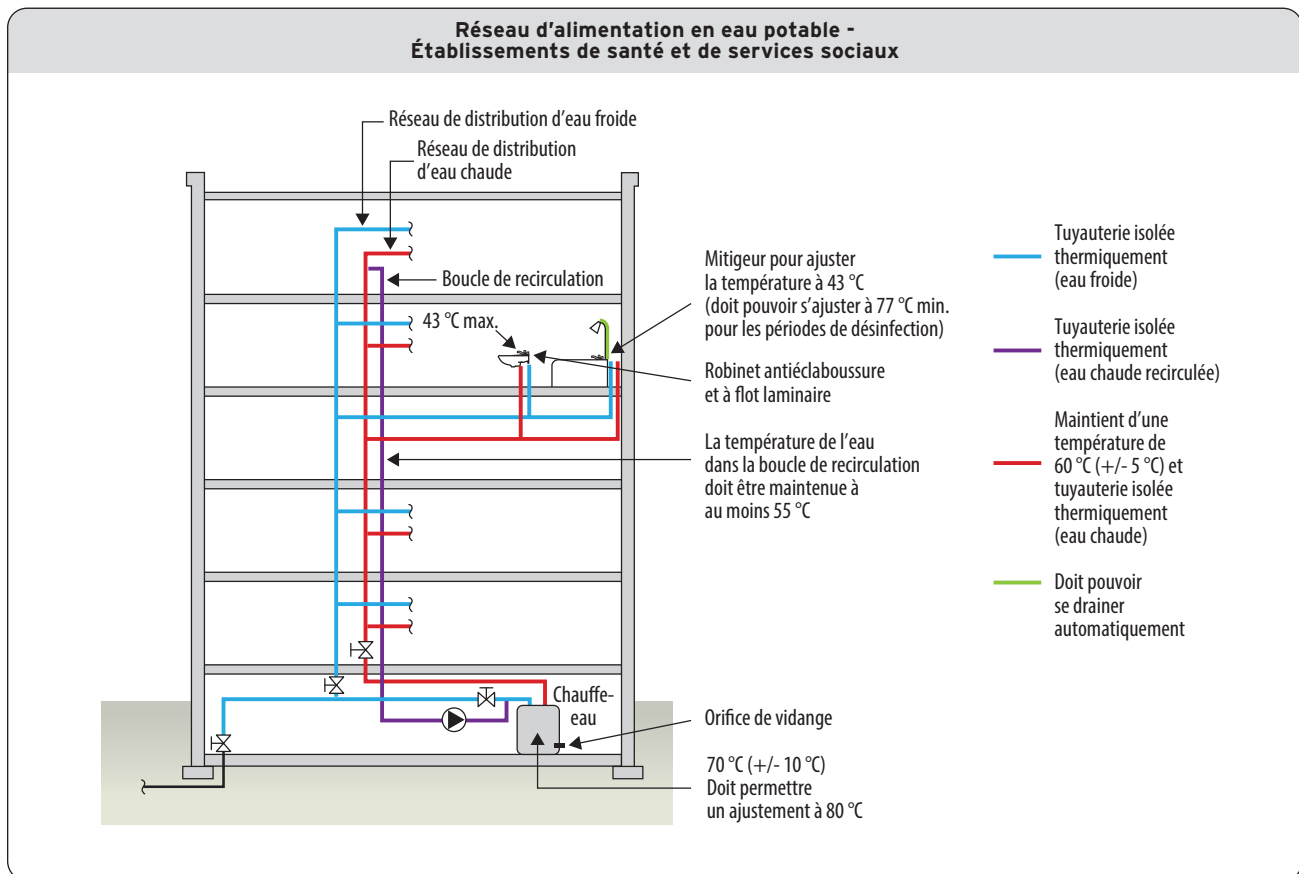 Réseau d'alimentation en eau potable -
Établissements de santé et de services sociaux
Réseau de distribution d'eau froide
Réseau de distribution
d'eau chaude
Boucle de recirculation
43 °C max.
Mitigeur pour ajuster
la température à 43 °C
(doit pouvoir s'ajuster à 77 °C min.
pour les périodes de désinfection)
Robinet antiéclaboussure
et à flot laminaire
La température de l'eau
dans la boucle de recirculation
doit être maintenue à
au moins 55 °C
Chauffe-
eau
Orifice de vidange
70 °C (+/- 10 °C)
Doit permettre
un ajustement à 80 °C
Tuyauterie isolée
thermiquement
(eau froide)
Tuyauterie isolée
thermiquement
(eau chaude recirculée)
Maintient d'une
température de
60 °C (+/- 5 °C) et
tuyauterie isolée
thermiquement
(eau chaude)
Doit pouvoir
se drainer
automatiquement